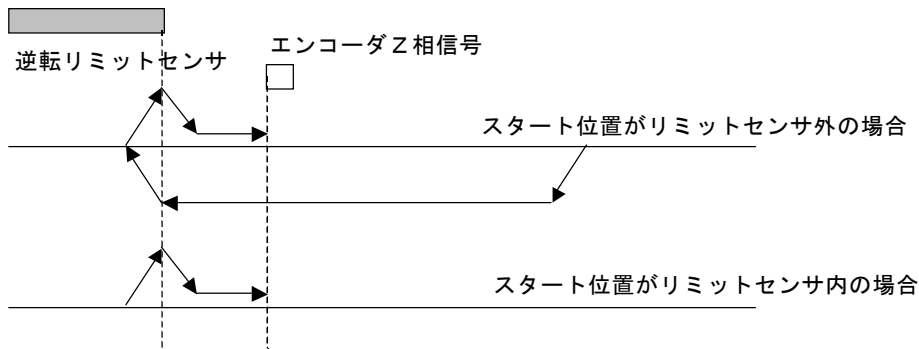 逆転リミットセンサ
エンコーダＺ相信号
スタート位置がリミットセンサ外の場合
スタート位置がリミットセンサ内の場合